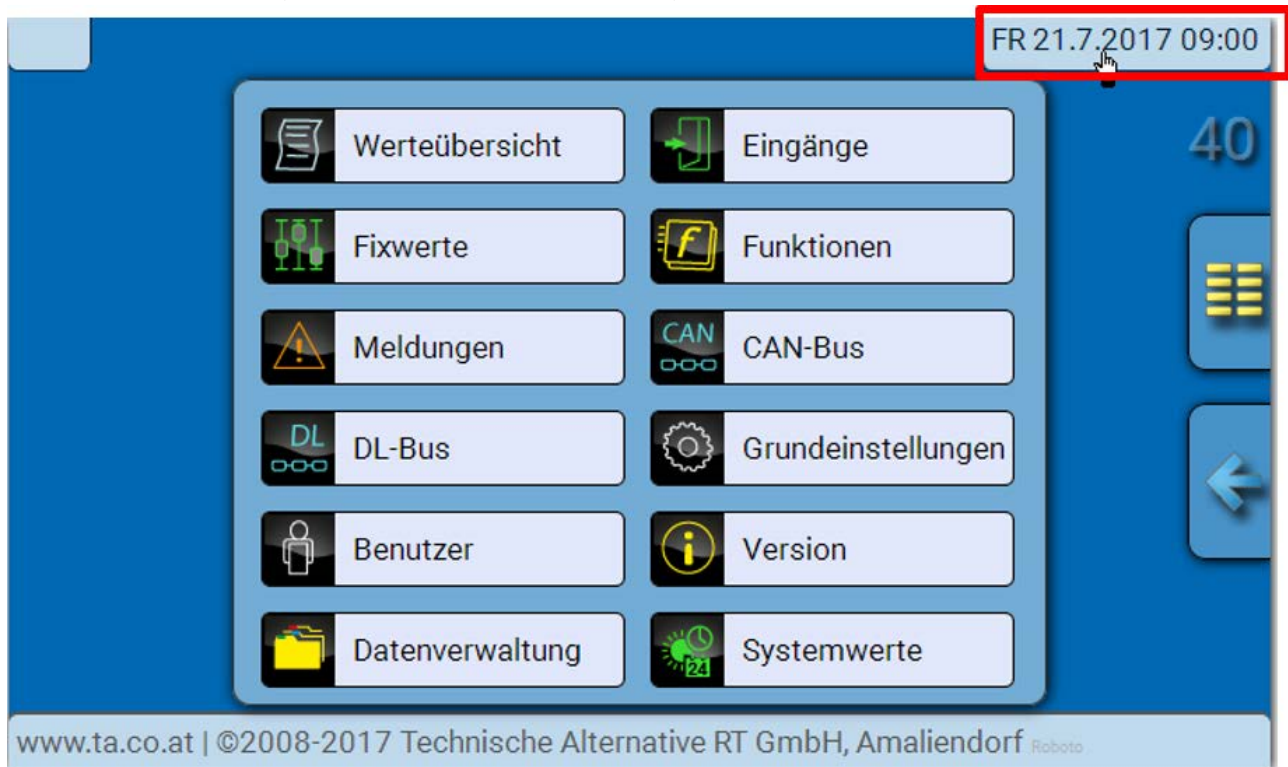 FR 21.7.2017 09:00
40
Werteübersicht
Eingänge
Fixwerte
f Funktionen
Meldungen
CAN CAN-Bus
DL DL-Bus
Grundeinstellungen
Benutzer
i Version
Datenverwaltung
24 Systemwerte
www.ta.co.at | ©2008-2017 Technische Alternative RT GmbH, Amaliendorf Roboto